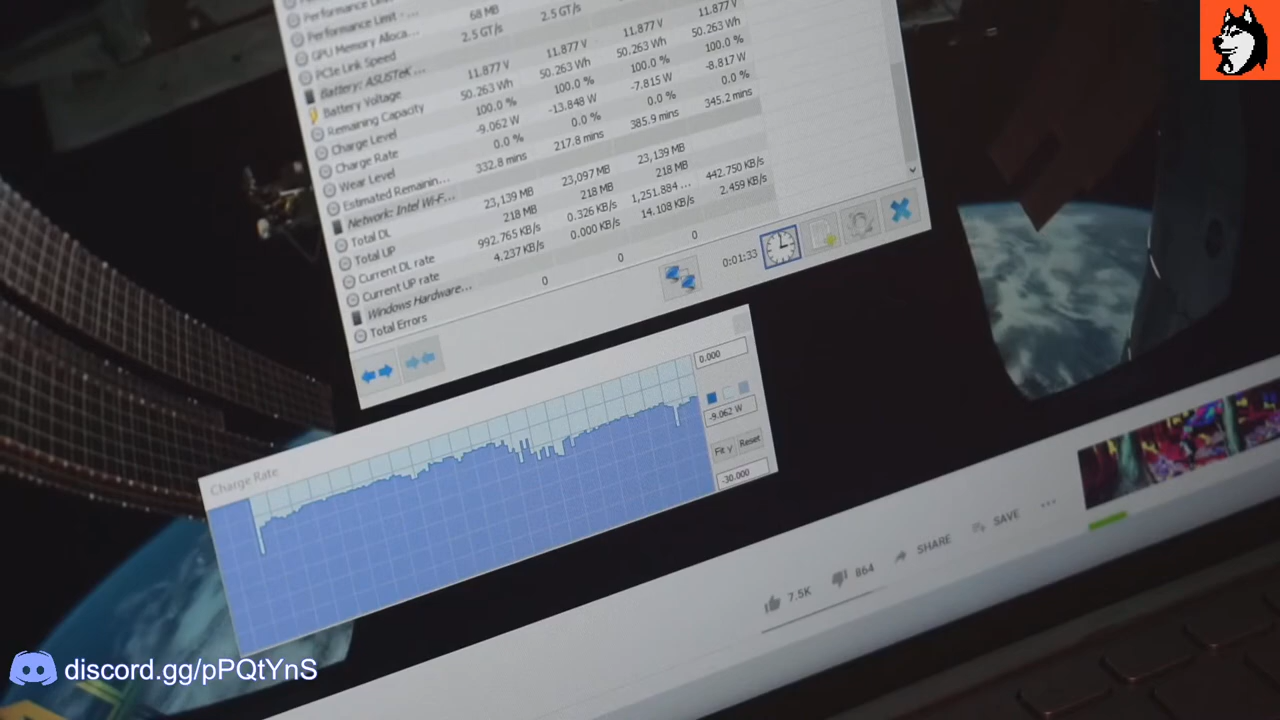 Performance Limit
Performance Limit - ...
GPU Memory Alloca... 68 MB
PCIe Link Speed 2.5 GT/s 2.5 GT/s
Battery: ASUSTeK ...
Battery Voltage 11.877 V 11.877 V 11.877 V 11.877 V
Remaining Capacity 50.263 Wh 50.263 Wh 50.263 Wh 50.263 Wh
Charge Level 100.0 % 100.0 % 100.0 % 100.0 %
Charge Rate -9.062 W -13.848 W -7.815 W -8.817 W
Wear Level 0.0 % 0.0 % 0.0 % 0.0 %
Estimated Remainin... 332.8 mins 217.8 mins 385.9 mins 345.2 mins
Network: Intel Wi-F...
Total DL 23,139 MB 23,097 MB 23,139 MB
Total UP 218 MB 218 MB 218 MB
Current DL rate 992.765 KB/s 0.326 KB/s 1,251.884 ... 442.750 KB/s
Current UP rate 4.237 KB/s 0.000 KB/s 14.108 KB/s 2.459 KB/s
Windows Hardware...
Total Errors 0 0 0
0:01:33
Charge Rate
0.000
-9.062 W
Fit y Reset
-30.000
7.5K 864 SHARE SAVE ...
discord.gg/pPQtYnS